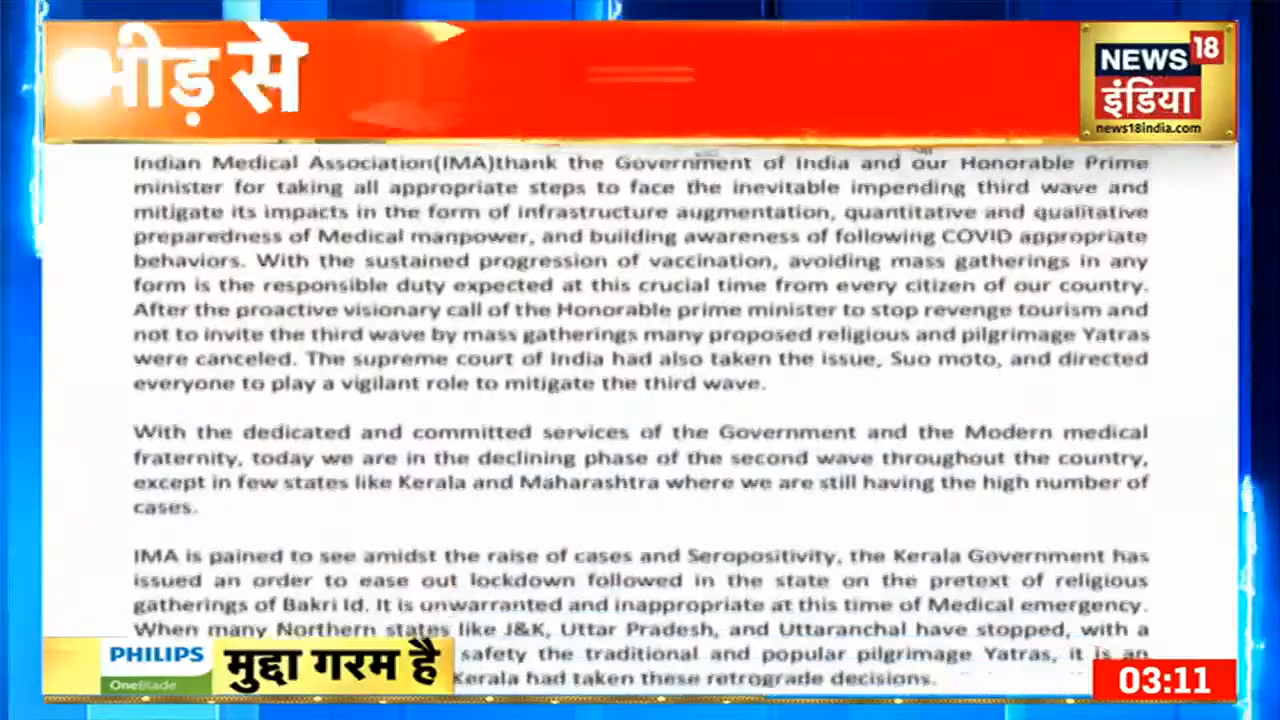 भीड़ से
NEWS 18
इंडिया
news18india.com
Indian Medical Association(IMA)thank the Government of India and our Honorable Prime
minister for taking all appropriate steps to face the inevitable impending third wave and
mitigate its impacts in the form of infrastructure augmentation, quantitative and qualitative
preparedness of Medical manpower, and building awareness of following COVID appropriate
behaviors. With the sustained progression of vaccination, avoiding mass gatherings in any
form is the responsible duty expected at this crucial time from every citizen of our country.
After the proactive visionary call of the Honorable prime minister to stop revenge tourism and
not to invite the third wave by mass gatherings many proposed religious and pilgrimage Yatras
were canceled. The supreme court of India had also taken the issue, Suo moto, and directed
everyone to play a vigilant role to mitigate the third wave.
With the dedicated and committed services of the Government and the Modern medical
fraternity, today we are in the declining phase of the second wave throughout the country,
except in few states like Kerala and Maharashtra where we are still having the high number of
cases.
IMA is pained to see amidst the raise of cases and Seropositivity, the Kerala Government has
issued an order to ease out lockdown followed in the state on the pretext of religious
gatherings of Bakri Id. It is unwarranted and inappropriate at this time of Medical emergency.
When many Northern states like J&K, Uttar Pradesh, and Uttaranchal have stopped, with a
safety the traditional and popular pilgrimage Yatras, it is an
Kerala had taken these retrograde decisions.
PHILIPS
OneBlade
मुद्दा गरम है
03:11